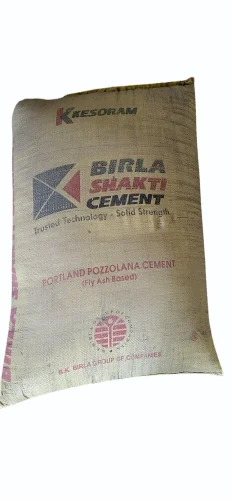 KESORAM
BIRLA
SHAKTI
CEMENT
Trusted Technology - Solid Strength
PORTLAND POZZOLANA CEMENT
(Fly Ash Based)
B.K. BIRLA GROUP OF COMPANIES